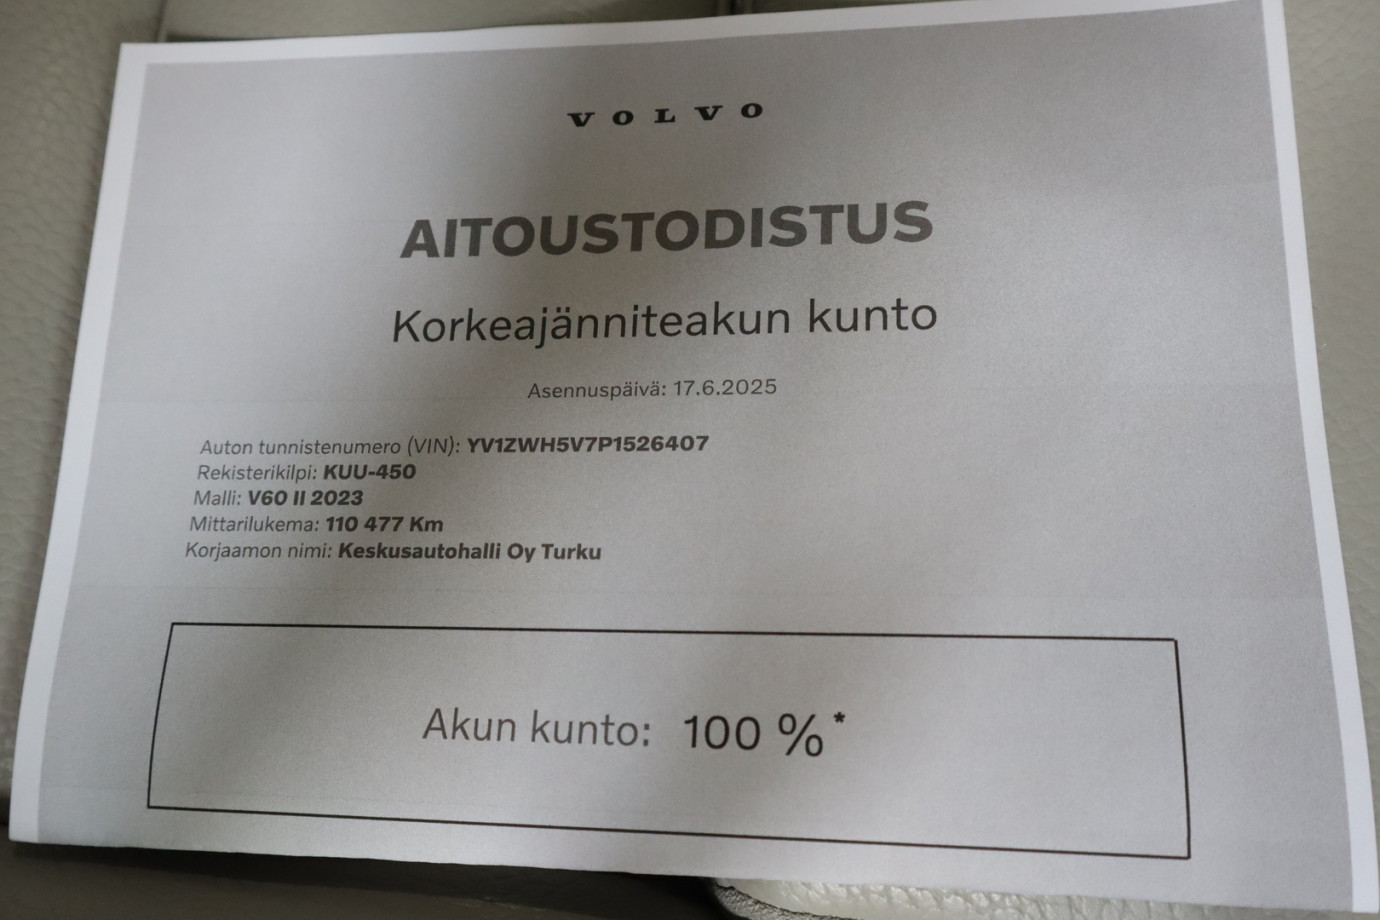 VOLVO
AITOUSTODISTUS
Korkeajänniteakun kunto
Asennuspäivä: 17.6.2025
Auton tunnistenumero (VIN): YV1ZWH5V7P1526407
Rekisterikilpi: KUU-450
Malli: V60 II 2023
Mittarilukema: 110 477 Km
Korjaamon nimi: Keskusautohalli Oy Turku
Akun kunto: 100 %*